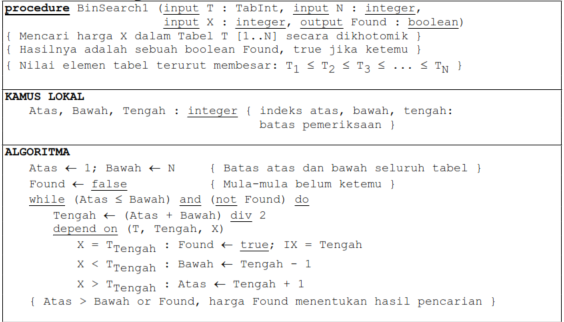 procedure BinSearch1 (input T : TabInt, input N : integer,
input X : integer, output Found : boolean)
{ Mencari harga X dalam Tabel T [1..N] secara dikhotomik }
{ Hasilnya adalah sebuah boolean Found, true jika ketemu }
{ Nilai elemen tabel terurut membesar: T₁ ≤ T₂ ≤ T₃ ≤ ... ≤ T_N }
KAMUS LOKAL
Atas, Bawah, Tengah : integer { indeks atas, bawah, tengah:
batas pemeriksaan }
ALGORITMA
Atas ← 1; Bawah ← N { Batas atas dan bawah seluruh tabel }
Found ← false { Mula-mula belum ketemu }
while (Atas ≤ Bawah) and (not Found) do
Tengah ← (Atas + Bawah) div 2
depend on (T, Tengah, X)
X = T_Tengah : Found ← true; IX = Tengah
X < T_Tengah : Bawah ← Tengah - 1
X > T_Tengah : Atas ← Tengah + 1
{ Atas > Bawah or Found, harga Found menentukan hasil pencarian }